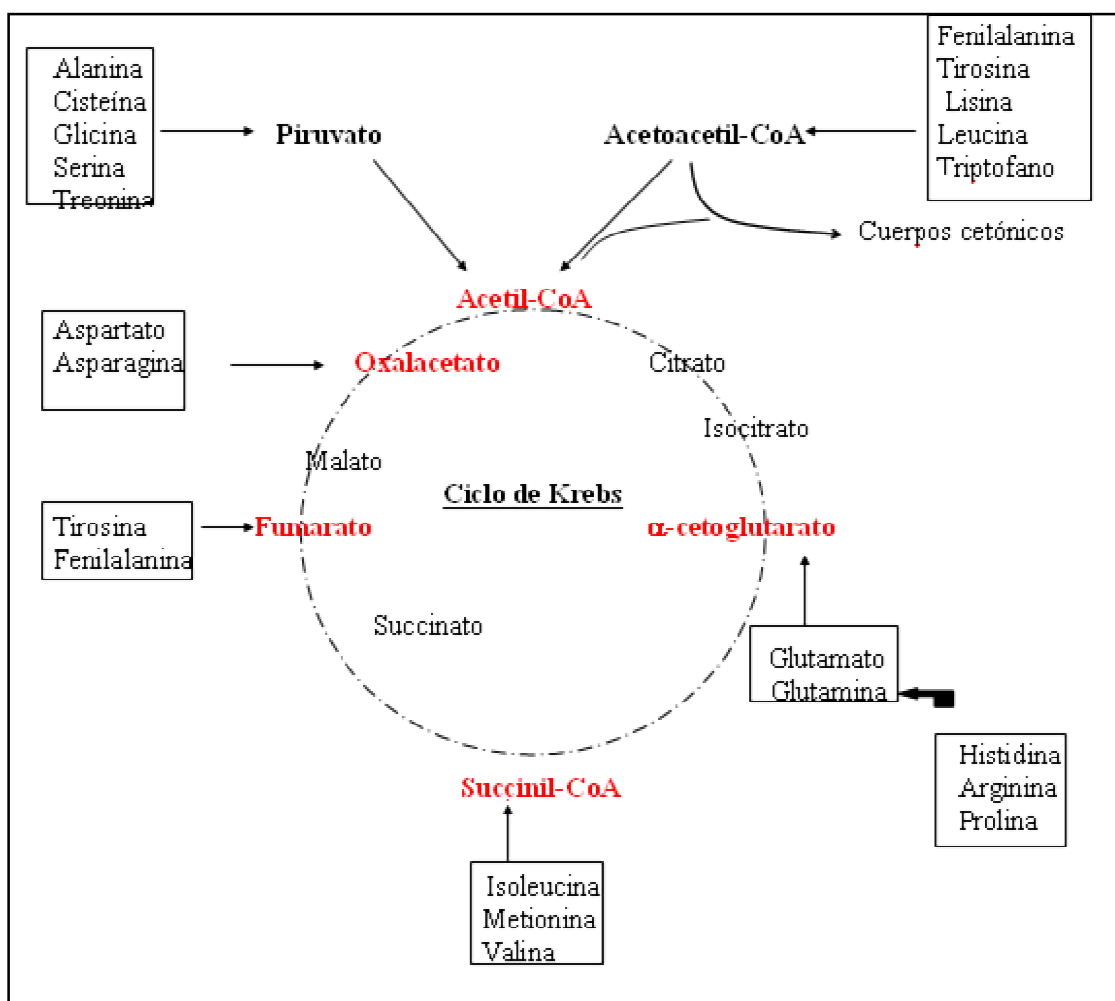 Alanina
Cisteína
Glicina
Serina
Treonina
Piruvato
Acetoacetil-CoA
Fenilalanina
Tirosina
Lisina
Leucina
Triptofano
Cuerpos cetónicos
Acetil-CoA
Aspartato
Asparagina
Oxalacetato
Citrato
Isocitrato
Malato
Ciclo de Krebs
Tirosina
Fenilalanina
Fumarato
α-cetoglutarato
Succinato
Glutamato
Glutamina
Histidina
Arginina
Prolina
Succinil-CoA
Isoleucina
Metionina
Valina